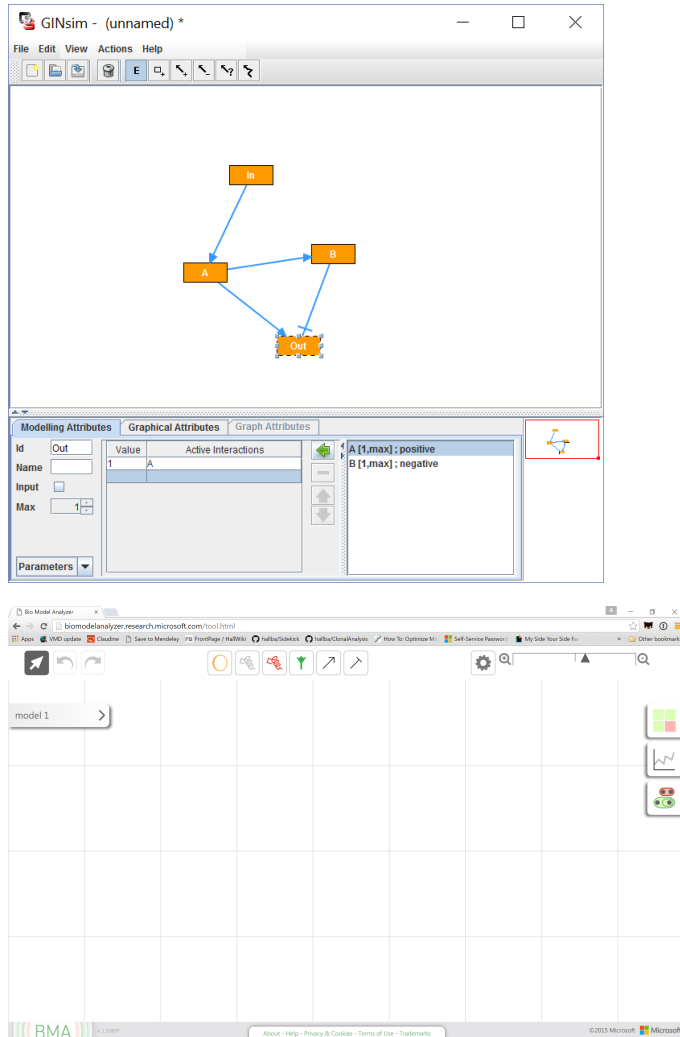 GINsim - (unnamed) *
File Edit View Actions Help
E
In
A
B
Out
Modelling Attributes Graphical Attributes Graph Attributes
Id Out
Name
Input
Max 1
Parameters
Value Active Interactions
1 A
A [1,max] ; positive
B [1,max] ; negative
Bio Model Analyzer
biomodelanalyzer.research.microsoft.com/tool.html
Apps VMD update Claudine Save to Mendeley FrontPage / HallWiki hallba/Sidekick hallba/ClonalAnalysis How To: Optimize Mi Self-Service Password My Side Your Side Fo Other bookmark
model 1
BMA
About - Help - Privacy & Cookies - Terms of Use - Trademarks
©2015 Microsoft Microsoft